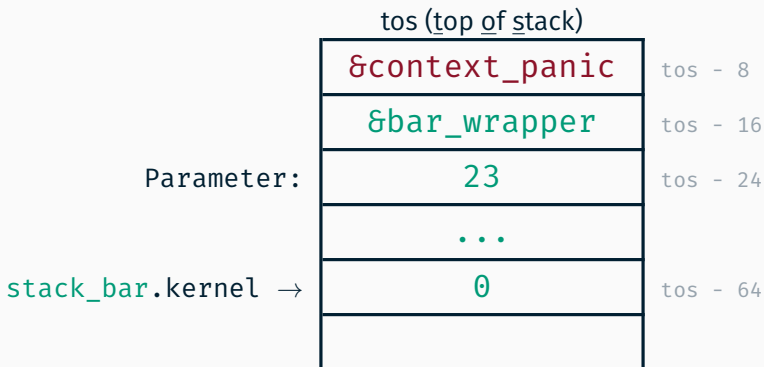 tos (top of stack)
&context_panic tos - 8
&bar_wrapper tos - 16
Parameter: 23 tos - 24
...
stack_bar.kernel → 0 tos - 64